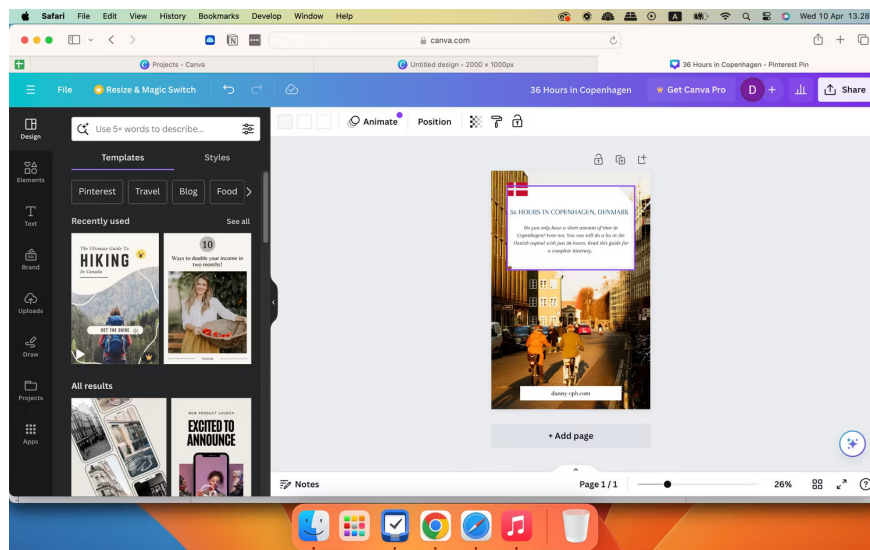 Safari File Edit View History Bookmarks Develop Window Help Wed 10 Apr 13.28
canva.com
Projects - Canva Untitled design - 2000 × 1000px 36 Hours in Copenhagen - Pinterest Pin
File Resize & Magic Switch 36 Hours in Copenhagen Get Canva Pro D + Share
Design
Elements
Text
Brand
Uploads
Draw
Projects
Apps
Use 5+ words to describe...
Templates Styles
Pinterest Travel Blog Food
Recently used See all
The Ultimate Guide To
HIKING
In Canada
GET THE GUIDE
10
Ways to double your income in
two months!
All results
NEW PRODUCT LAUNCH
EXCITED TO
ANNOUNCE
Animate Position
36 HOURS IN COPENHAGEN, DENMARK
Do you only have a short amount of time in
Copenhagen? Fear not. You can still do a lot in the
Danish capital with just 36 hours. Read this guide for
a complete itinerary.
danny-cph.com
+ Add page
Notes Page 1 / 1 26%